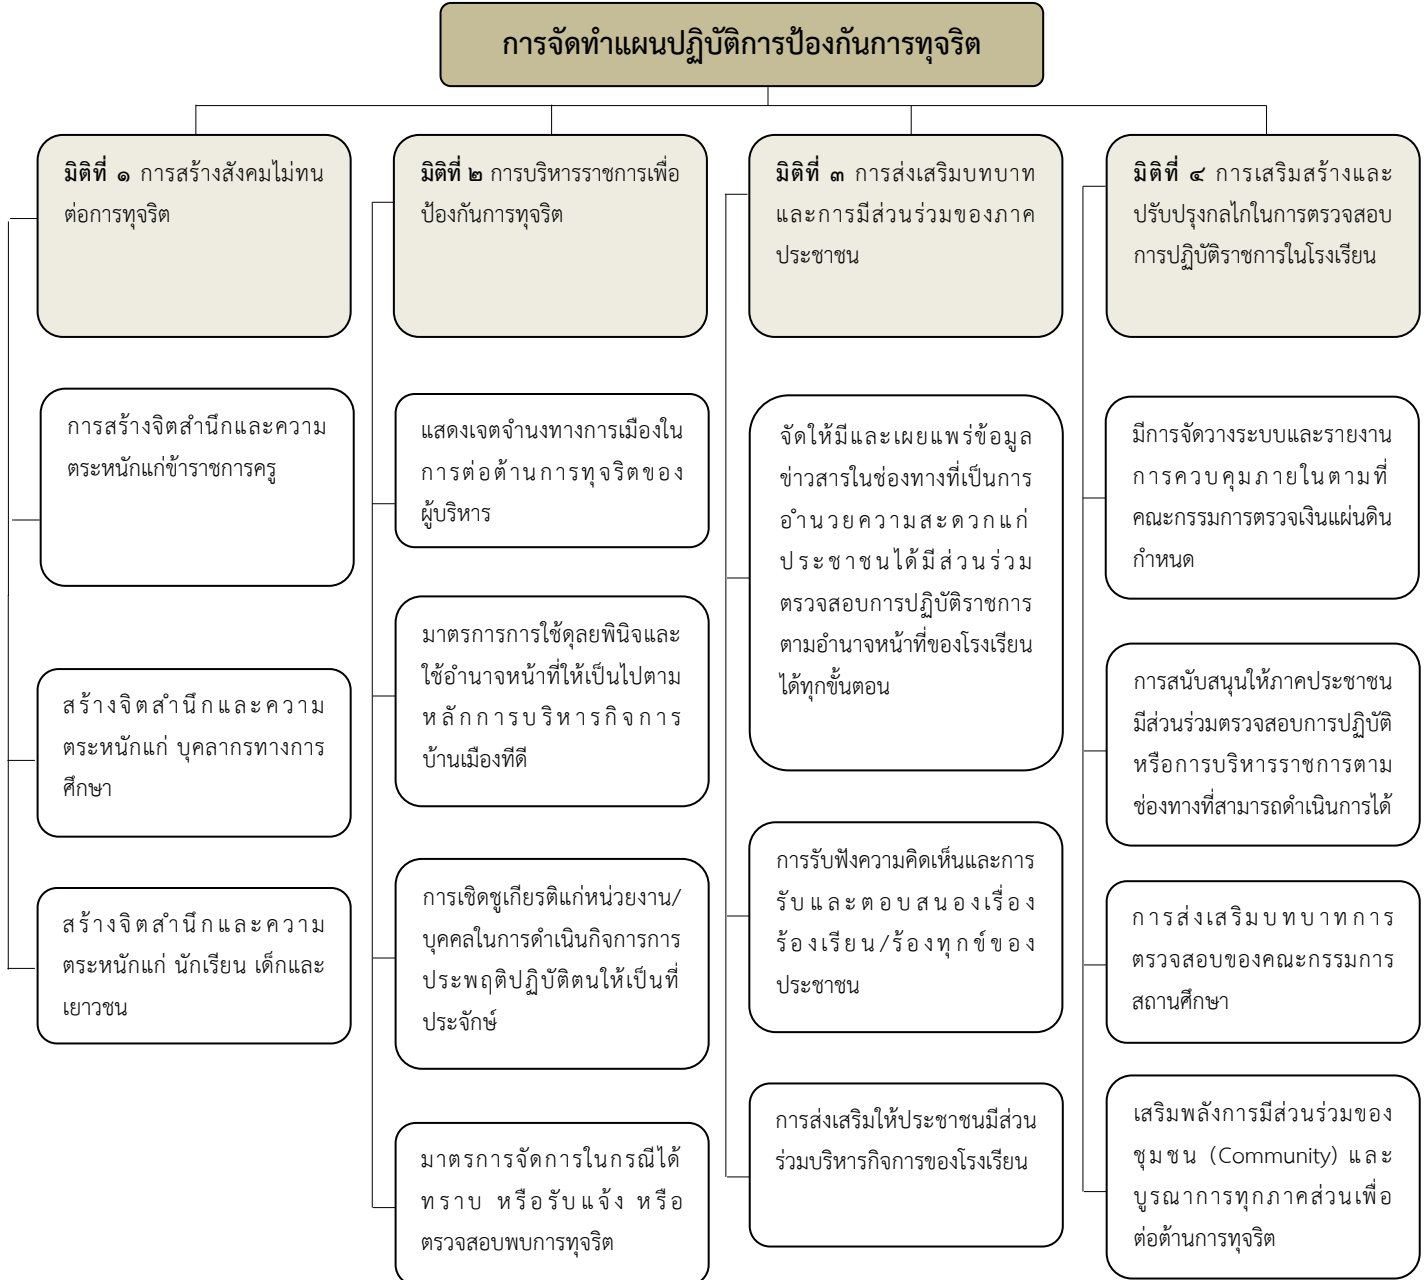 การจัดทำแผนปฏิบัติการป้องกันการทุจริต
มิติที่ ๑ การสร้างสังคมไม่ทน
ต่อการทุจริต
การสร้างจิตสำนึกและความ
ตระหนักแก่ข้าราชการครู
สร้างจิตสำนึกและความ
ตระหนักแก่ บุคลากรทางการ
ศึกษา
สร้างจิตสำนึกและความ
ตระหนักแก่ นักเรียน เด็กและ
เยาวชน
มิติที่ ๒ การบริหารราชการเพื่อ
ป้องกันการทุจริต
แสดงเจตจำนงทางการเมืองใน
การต่อต้านการทุจริตของ
ผู้บริหาร
มาตรการการใช้ดุลยพินิจและ
ใช้อำนาจหน้าที่ให้เป็นไปตาม
หลักการบริหารกิจการ
บ้านเมืองทีดี
การเชิดชูเกียรติแก่หน่วยงาน/
บุคคลในการดำเนินกิจการการ
ประพฤติปฏิบัติตนให้เป็นที่
ประจักษ์
มาตรการจัดการในกรณีได้
ทราบ หรือรับแจ้ง หรือ
ตรวจสอบพบการทุจริต
มิติที่ ๓ การส่งเสริมบทบาท
และการมีส่วนร่วมของภาค
ประชาชน
จัดให้มีและเผยแพร่ข้อมูล
ข่าวสารในช่องทางที่เป็นการ
อำนวยความสะดวกแก่
ประชาชนได้มีส่วนร่วม
ตรวจสอบการปฏิบัติราชการ
ตามอำนาจหน้าที่ของโรงเรียน
ได้ทุกขั้นตอน
การรับฟังความคิดเห็นและการ
รับและตอบสนองเรื่อง
ร้องเรียน/ร้องทุกข์ของ
ประชาชน
การส่งเสริมให้ประชาชนมีส่วน
ร่วมบริหารกิจการของโรงเรียน
มิติที่ ๔ การเสริมสร้างและ
ปรับปรุงกลไกในการตรวจสอบ
การปฏิบัติราชการในโรงเรียน
มีการจัดวางระบบและรายงาน
การควบคุมภายในตามที่
คณะกรรมการตรวจเงินแผ่นดิน
กำหนด
การสนับสนุนให้ภาคประชาชน
มีส่วนร่วมตรวจสอบการปฏิบัติ
หรือการบริหารราชการตาม
ช่องทางที่สามารถดำเนินการได้
การส่งเสริมบทบาทการ
ตรวจสอบของคณะกรรมการ
สถานศึกษา
เสริมพลังการมีส่วนร่วมของ
ชุมชน (Community) และ
บูรณาการทุกภาคส่วนเพื่อ
ต่อต้านการทุจริต